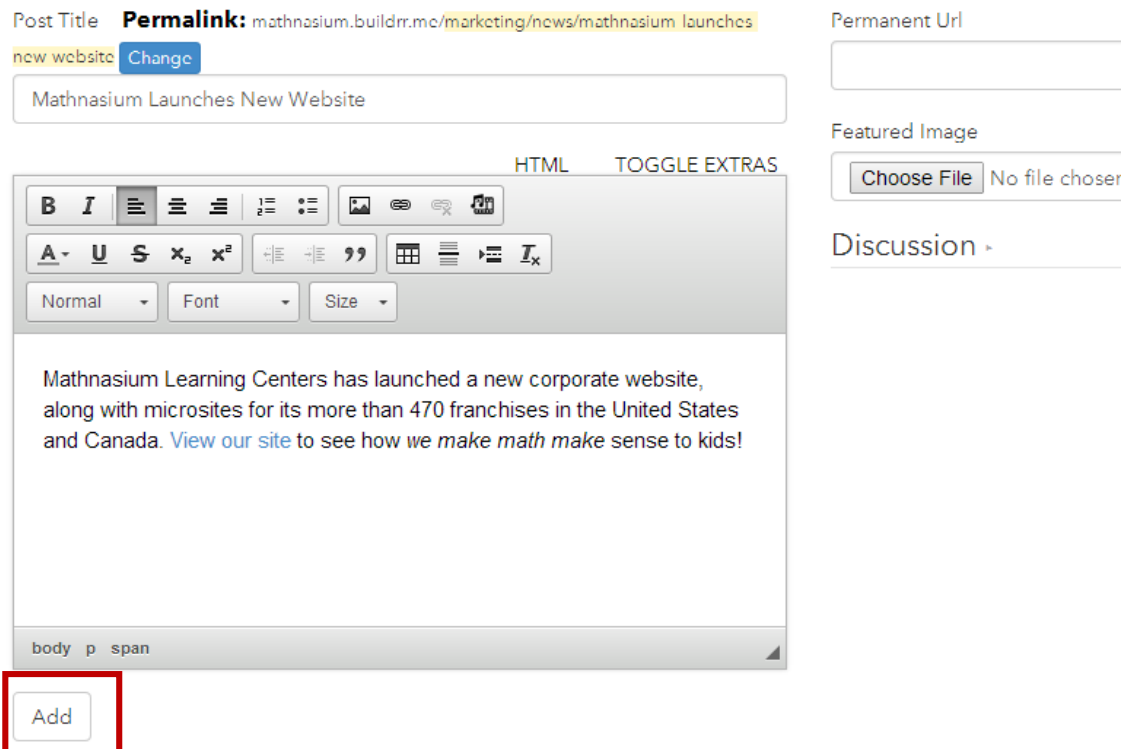 Post Title Permalink: mathnasium.buildrr.me/marketing/news/mathnasium-launches-
new-website Change
Mathnasium Launches New Website
HTML TOGGLE EXTRAS
Normal Font Size
Mathnasium Learning Centers has launched a new corporate website,
along with microsites for its more than 470 franchises in the United States
and Canada. View our site to see how we make math make sense to kids!
body p span
Add
Permanent Url
Featured Image
Choose File No file chosen
Discussion